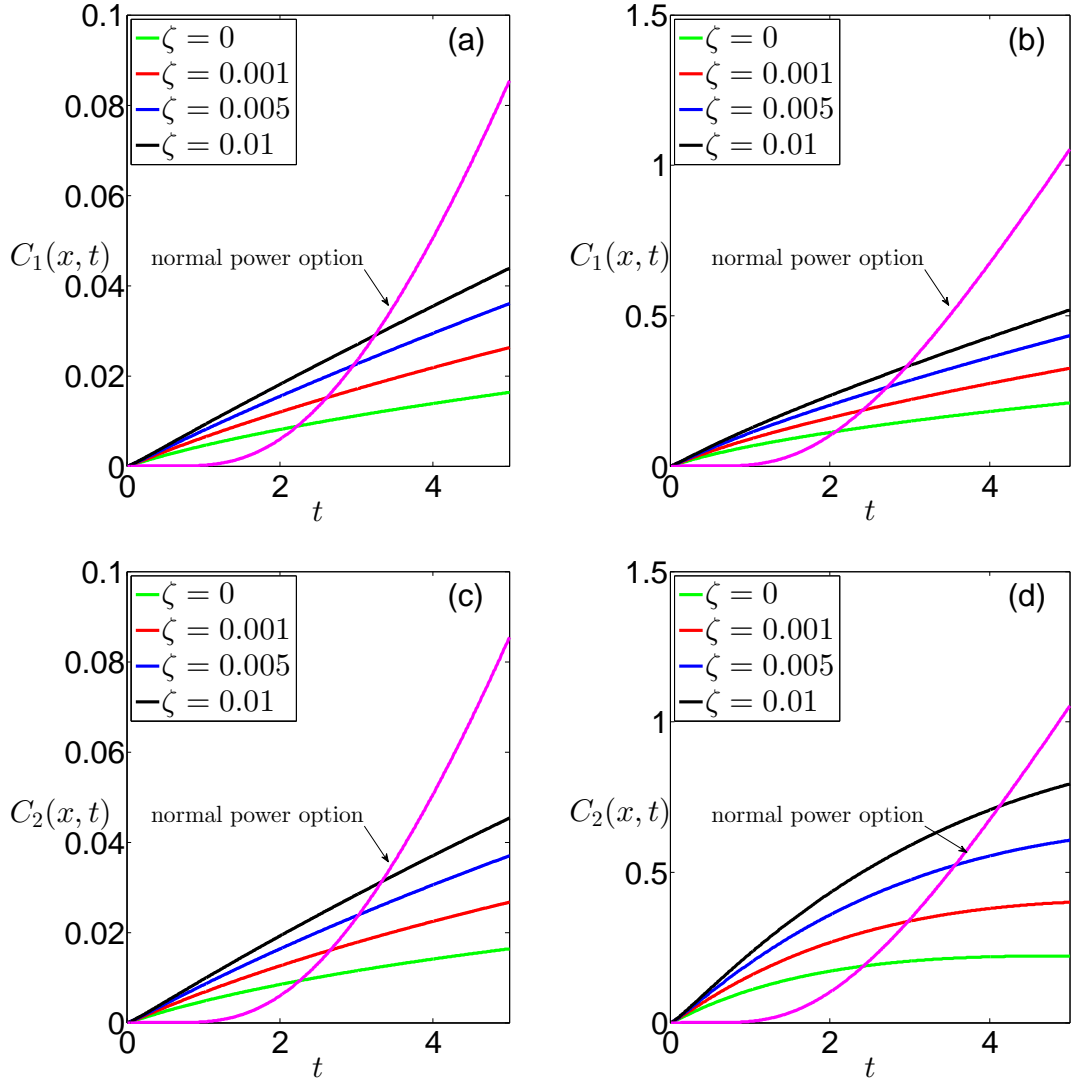 (a)
ζ = 0
ζ = 0.001
ζ = 0.005
ζ = 0.01
0.1
0.08
0.06
0.04
0.02
0
C₁(x, t)
normal power option
0
2
4
t
(b)
ζ = 0
ζ = 0.001
ζ = 0.005
ζ = 0.01
1.5
1
0.5
0
C₁(x, t)
normal power option
0
2
4
t
(c)
ζ = 0
ζ = 0.001
ζ = 0.005
ζ = 0.01
0.1
0.08
0.06
0.04
0.02
0
C₂(x, t)
normal power option
0
2
4
t
(d)
ζ = 0
ζ = 0.001
ζ = 0.005
ζ = 0.01
1.5
1
0.5
0
C₂(x, t)
normal power option
0
2
4
t